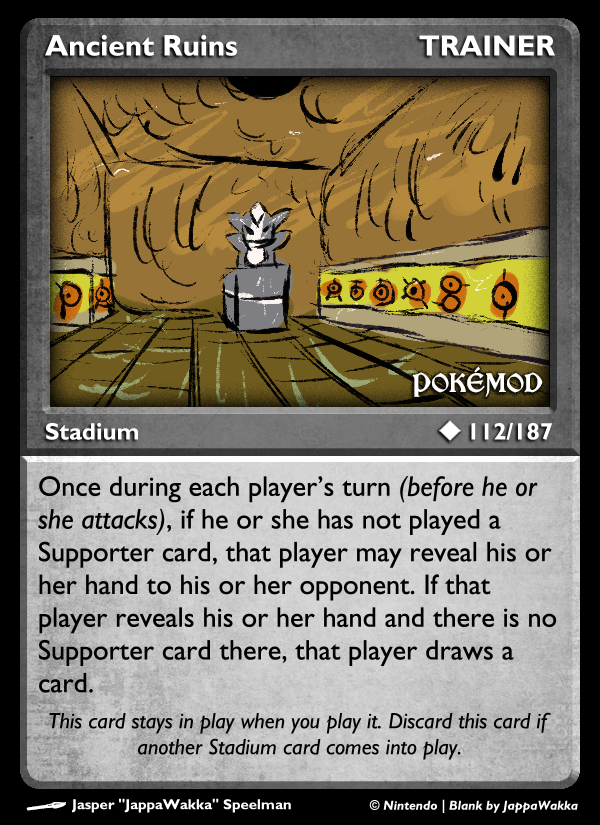 Ancient Ruins TRAINER
POKÉMOD
Stadium ◆ 112/187
Once during each player’s turn (before he or
she attacks), if he or she has not played a
Supporter card, that player may reveal his or
her hand to his or her opponent. If that
player reveals his or her hand and there is no
Supporter card there, that player draws a
card.
This card stays in play when you play it. Discard this card if
another Stadium card comes into play.
Jasper "JappaWakka" Speelman © Nintendo | Blank by JappaWakka